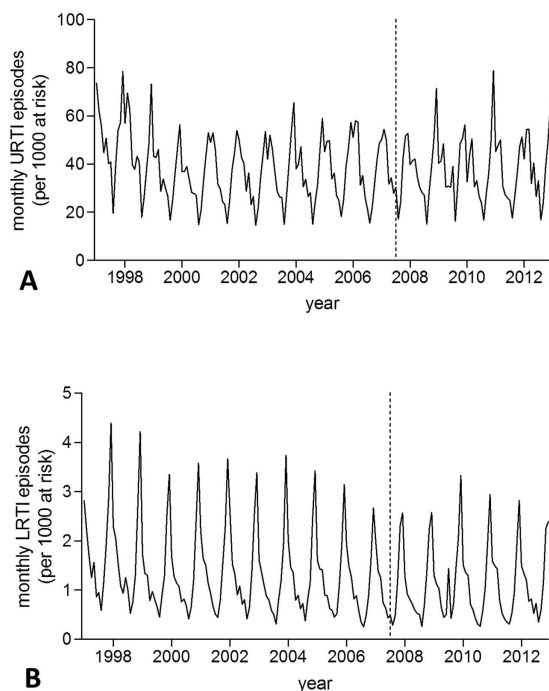 100
80
60
40
20
0
monthly URTI episodes
(per 1000 at risk)
1998 2000 2002 2004 2006 2008 2010 2012
year
A
5
4
3
2
1
0
monthly LRTI episodes
(per 1000 at risk)
1998 2000 2002 2004 2006 2008 2010 2012
year
B